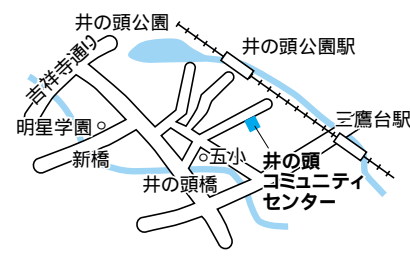 井の頭公園
井の頭公園駅
吉祥寺通り
三鷹台駅
明星学園
五小
新橋
井の頭
コミュニティ
センター
井の頭橋